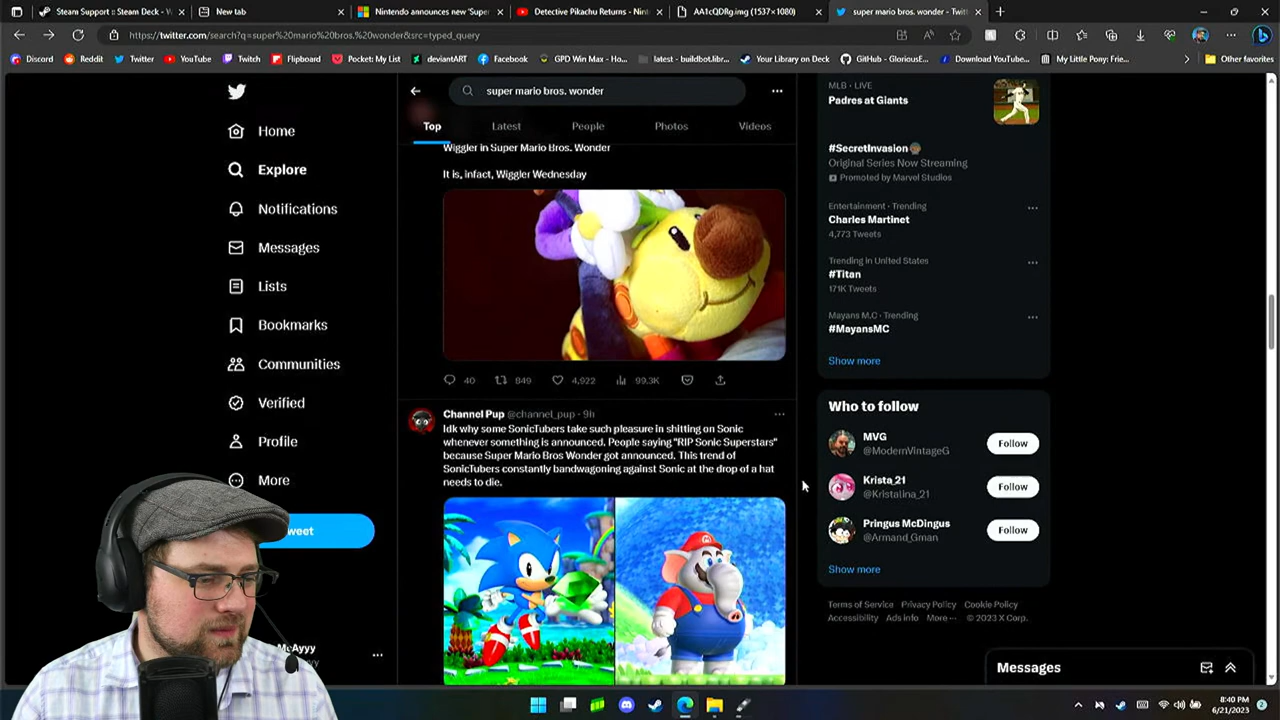 Steam Support :: Steam Deck - V
New tab
Nintendo announces new 'Super
Detective Pikachu Returns - Ninten
AA1cQDRg.img (1537×1080)
super mario bros. wonder - Twitt
https://twitter.com/search?q=super%20mario%20bros.%20wonder&src=typed_query
Discord
Reddit
Twitter
YouTube
Twitch
Flipboard
Pocket: My List
deviantART
Facebook
GPD Win Max - Ho...
latest - buildbot.libr...
Your Library on Deck
GitHub - GloriousE...
Download YouTube...
My Little Pony: Frie...
Other favorites
super mario bros. wonder
Top
Latest
People
Photos
Videos
Home
Explore
Notifications
Messages
Lists
Bookmarks
Communities
Verified
Profile
More
weet
McAyyy
Wiggler in Super Mario Bros. Wonder
It is, infact, Wiggler Wednesday
40
849
4,922
99.3K
Channel Pup @channel_pup · 9h
Idk why some SonicTubers take such pleasure in shitting on Sonic
whenever something is announced. People saying "RIP Sonic Superstars"
because Super Mario Bros Wonder got announced. This trend of
SonicTubers constantly bandwagoning against Sonic at the drop of a hat
needs to die.
MLB · LIVE
Padres at Giants
#SecretInvasion
Original Series Now Streaming
Promoted by Marvel Studios
Entertainment · Trending
Charles Martinet
4,773 Tweets
Trending in United States
#Titan
171K Tweets
Mayans M.C · Trending
#MayansMC
Show more
Who to follow
MVG
@ModernVintageG
Follow
Krista_21
@Kristalina_21
Follow
Pringus McDingus
@Armand_Gman
Follow
Show more
Terms of Service Privacy Policy Cookie Policy
Accessibility Ads info More ··· © 2023 X Corp.
Messages
8:40 PM
6/21/2023
2